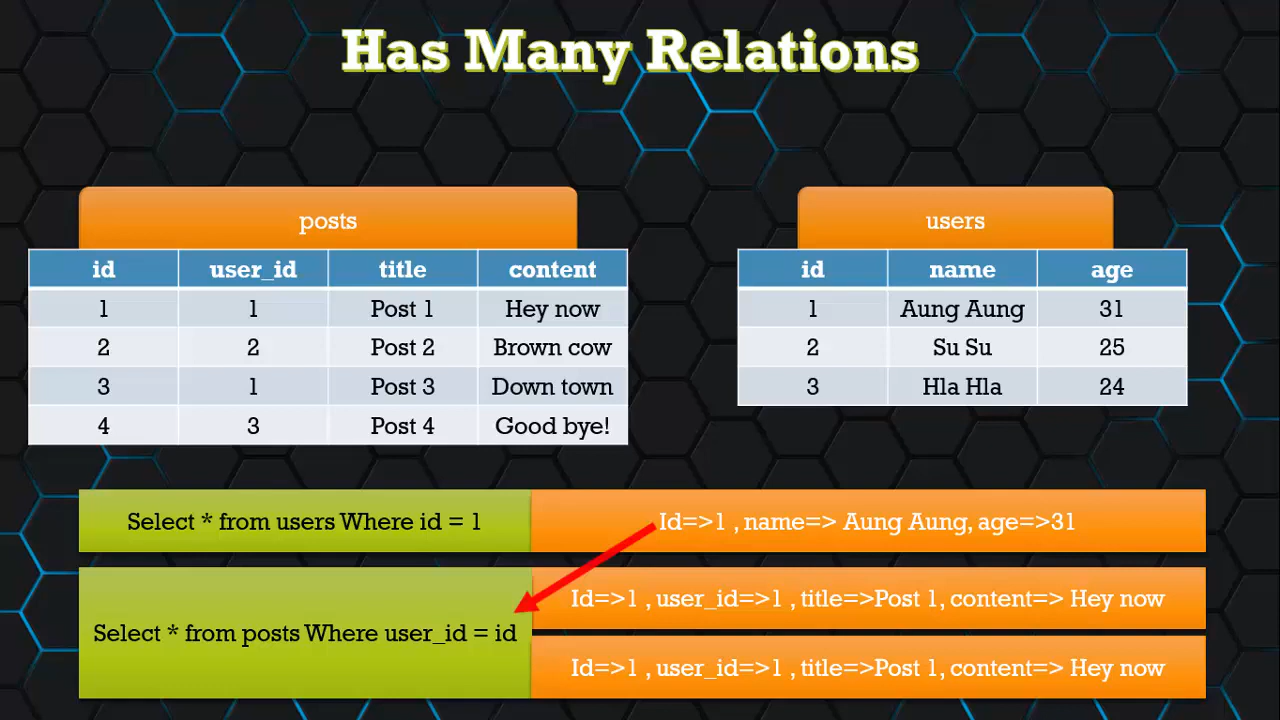 Has Many Relations
posts
id user_id title content
1 1 Post 1 Hey now
2 2 Post 2 Brown cow
3 1 Post 3 Down town
4 3 Post 4 Good bye!
users
id name age
1 Aung Aung 31
2 Su Su 25
3 Hla Hla 24
Select * from users Where id = 1
Id=>1 , name=> Aung Aung, age=>31
Select * from posts Where user_id = id
Id=>1 , user_id=>1 , title=>Post 1, content=> Hey now
Id=>1 , user_id=>1 , title=>Post 1, content=> Hey now